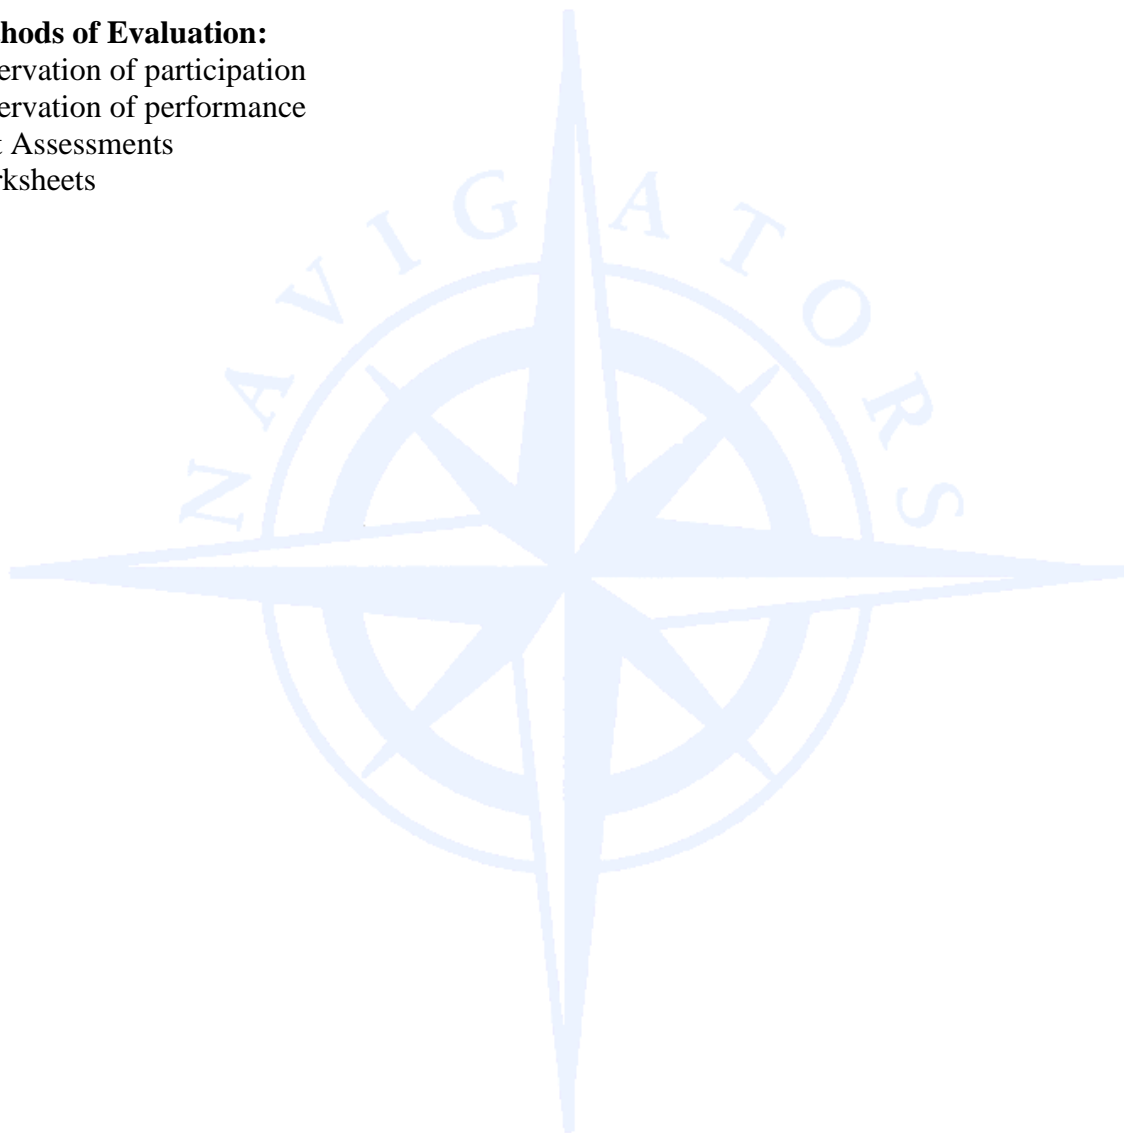 hods of Evaluation:
ervation of participation
ervation of performance
t Assessments
rksheets
NAVIGATORS